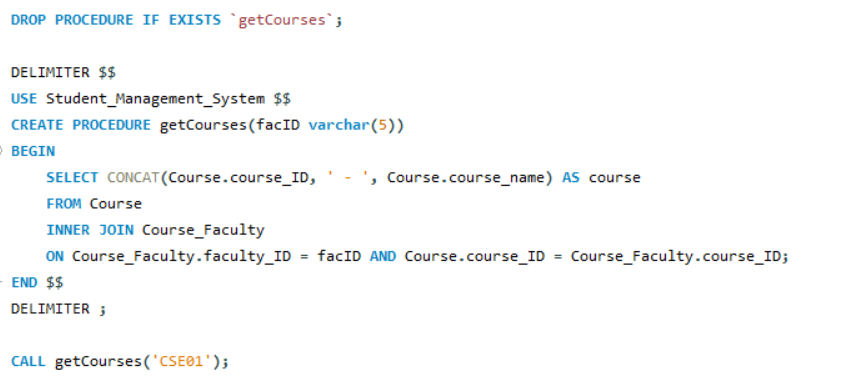 DROP PROCEDURE IF EXISTS `getCourses`;
DELIMITER $$
USE Student_Management_System $$
CREATE PROCEDURE getCourses(facID varchar(5))
BEGIN
SELECT CONCAT(Course.course_ID, ' - ', Course.course_name) AS course
FROM Course
INNER JOIN Course_Faculty
ON Course_Faculty.faculty_ID = facID AND Course.course_ID = Course_Faculty.course_ID;
END $$
DELIMITER ;
CALL getCourses('CSE01');